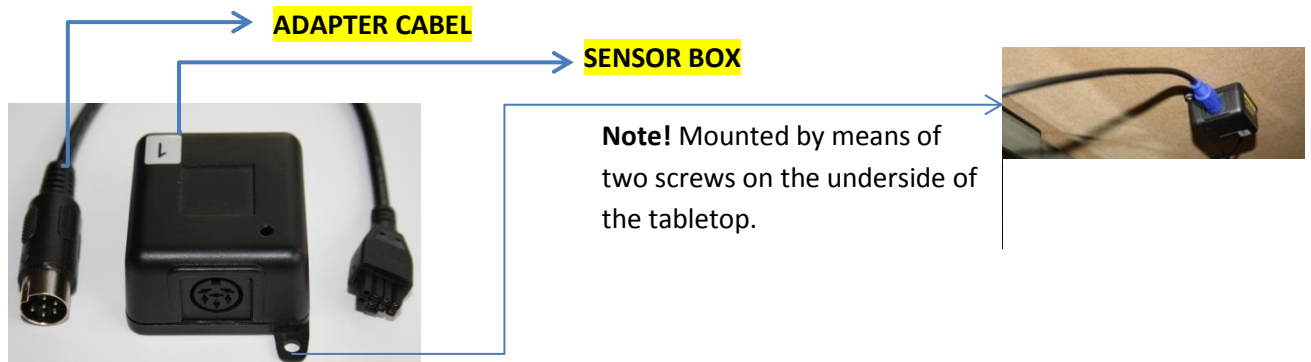 ADAPTER CABEL
SENSOR BOX
1
Note! Mounted by means of
two screws on the underside of
the tabletop.